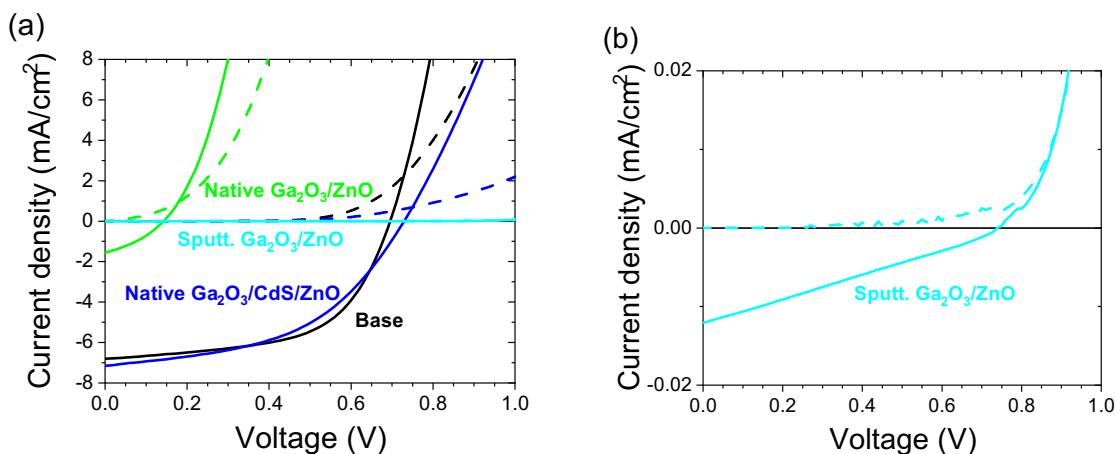 (a)
Current density (mA/cm²)
8
6
4
2
0
-2
-4
-6
-8
Native Ga₂O₃/ZnO
Sputt. Ga₂O₃/ZnO
Native Ga₂O₃/CdS/ZnO
Base
0.0 0.2 0.4 0.6 0.8 1.0
Voltage (V)
(b)
Current density (mA/cm²)
0.02
0.00
-0.02
Sputt. Ga₂O₃/ZnO
0.0 0.2 0.4 0.6 0.8 1.0
Voltage (V)